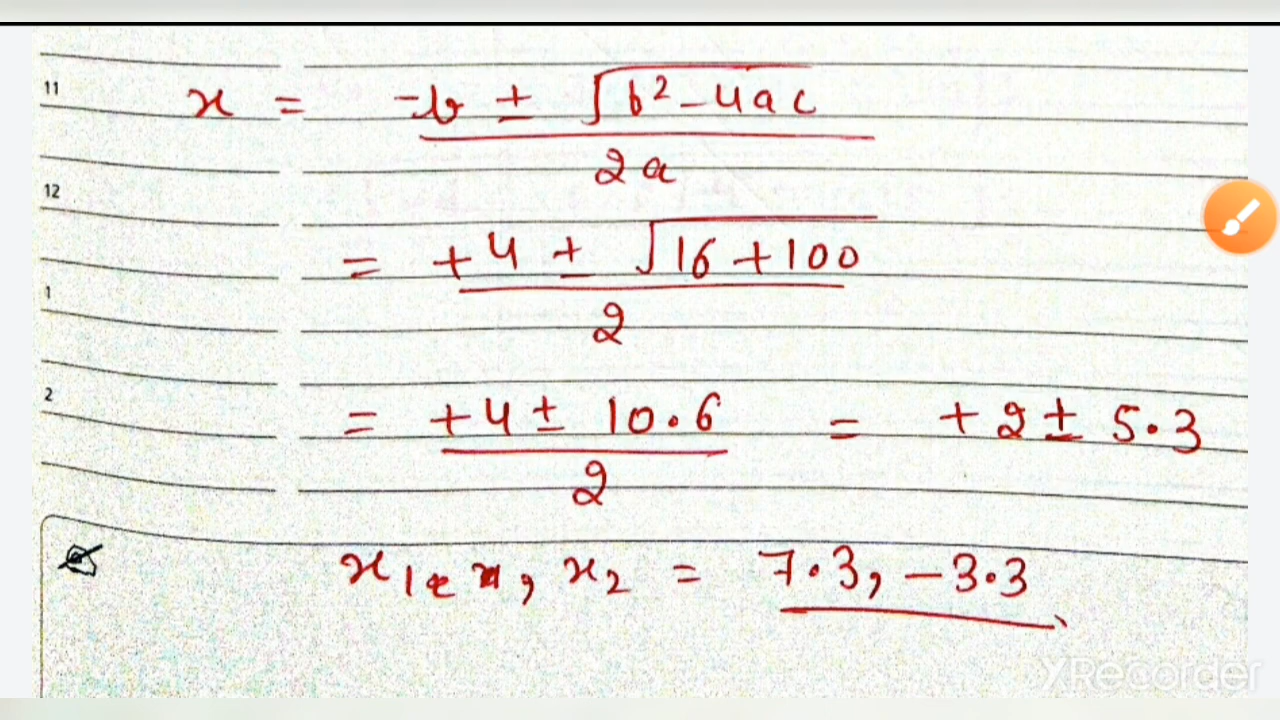 11
x = -b ± √b² - 4ac
2a
12
= +4 ± √16 + 100
2
1
= +4 ± 10.6 = +2 ± 5.3
2
2
x₁, x₂ = 7.3, -3.3
XRecorder